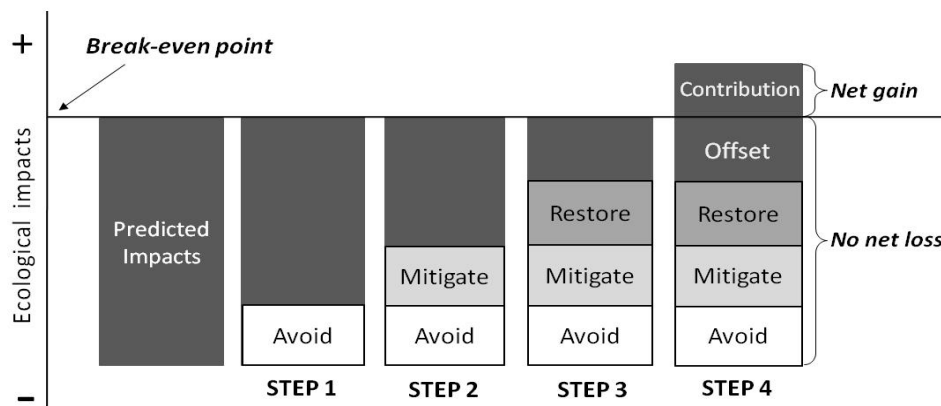 +
Break-even point
Contribution
Net gain
Ecological impacts
Predicted
Impacts
Offset
Restore
Restore
No net loss
Mitigate
Mitigate
Mitigate
Avoid
Avoid
Avoid
Avoid
-
STEP 1
STEP 2
STEP 3
STEP 4